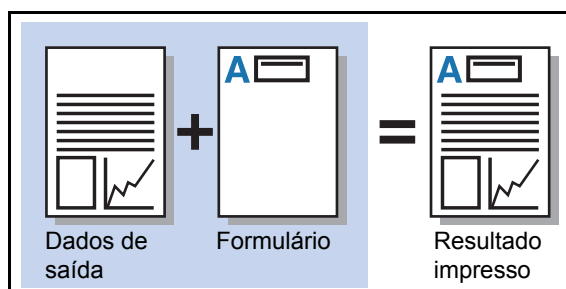 A
A
+
=
Dados de
saída
Formulário
Resultado
impresso